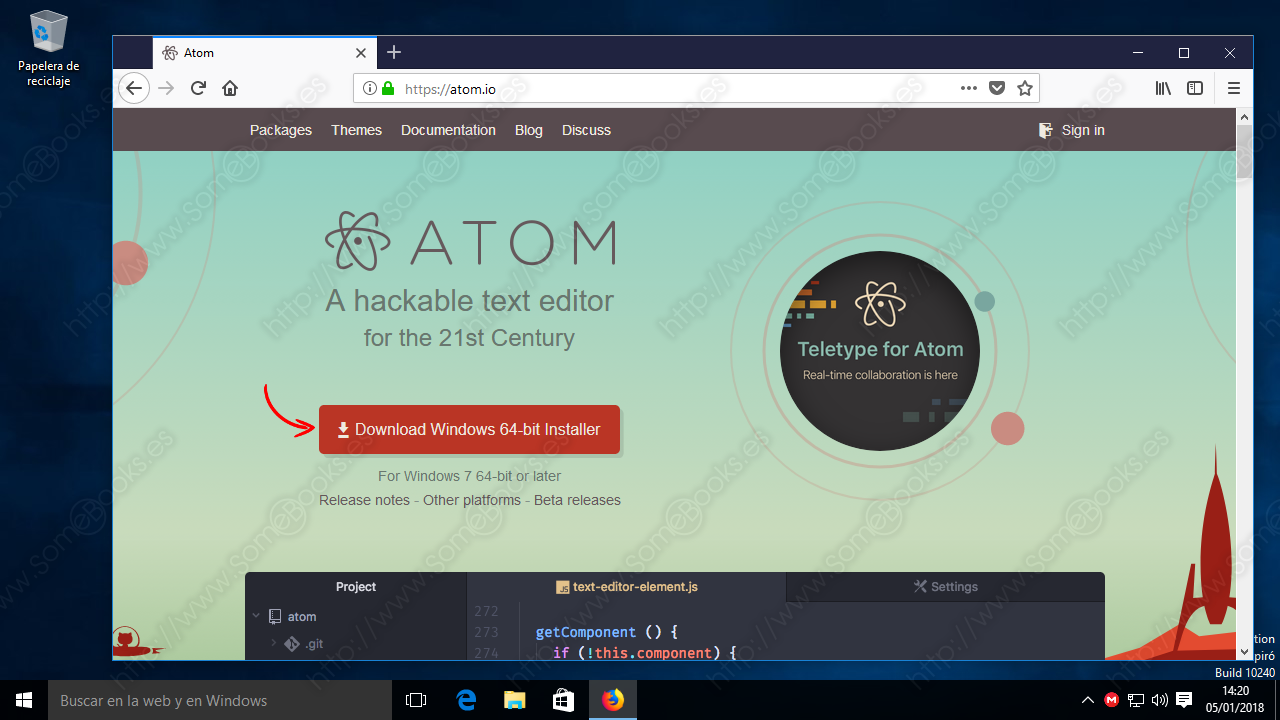 Papelera de
reciclaje
Atom
https://atom.io
Packages Themes Documentation Blog Discuss Sign in
ATOM
A hackable text editor
for the 21st Century
Teletype for Atom
Real-time collaboration is here
Download Windows 64-bit Installer
For Windows 7 64-bit or later
Release notes - Other platforms - Beta releases
Project
text-editor-element.js
Settings
272
atom
273 getComponent () {
.git
274 if (!this.component) {
http://www.SomeBooks.es
Build 10240
Buscar en la web y en Windows
14:20
05/01/2018